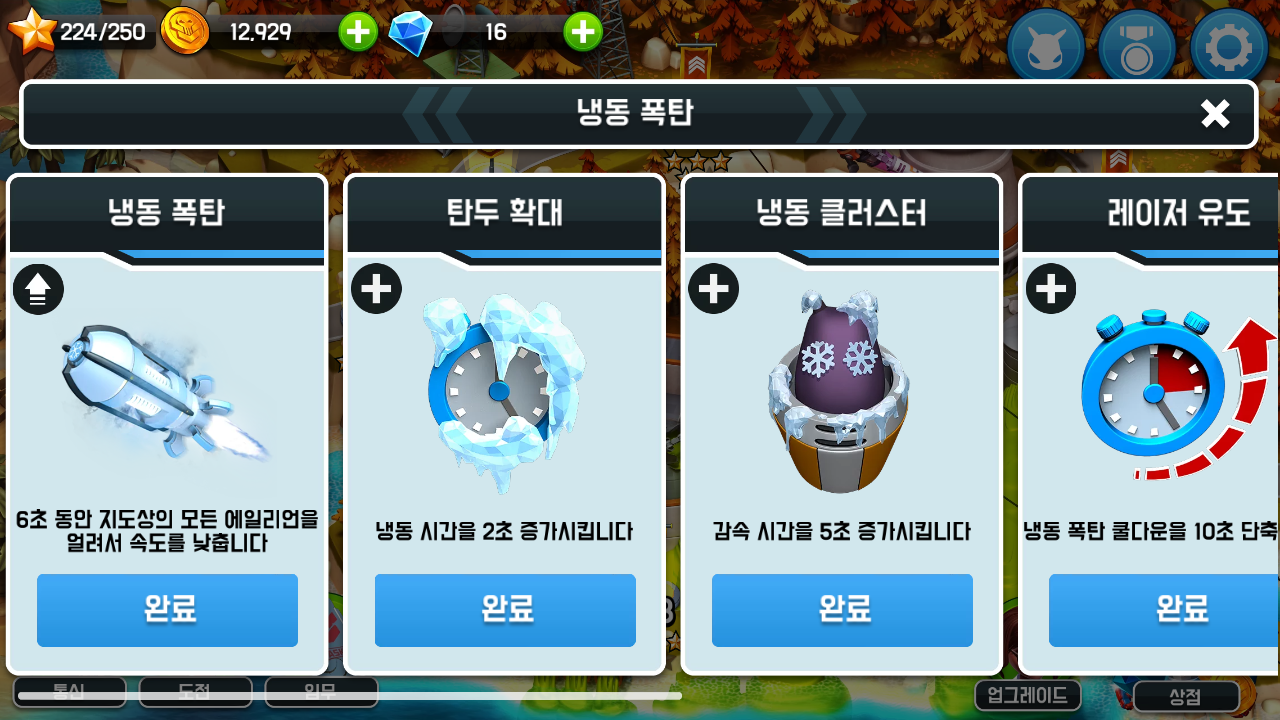 224/250
12,929
16
냉동 폭탄
냉동 폭탄
탄두 확대
냉동 클러스터
레이저 유도
6초 동안 지도상의 모든 에일리언을
얼려서 속도를 낮춥니다
냉동 시간을 2초 증가시킵니다
감속 시간을 5초 증가시킵니다
냉동 폭탄 쿨다운을 10초 단축
완료
완료
완료
완료
통신
도전
임무
업그레이드
상점